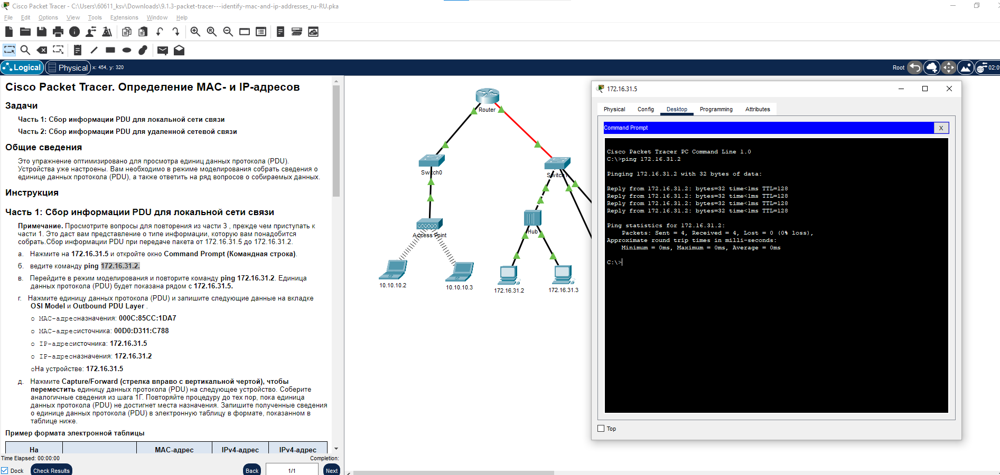 Cisco Packet Tracer - C:\Users\60611_ksv\Downloads\9.1.3-packet-tracer---identify-mac-and-ip-addresses_ru-RU.pka
File Edit Options View Tools Extensions Window Help
Logical Physical x: 454, y: 320
Root
Cisco Packet Tracer. Определение MAC- и IP-адресов
Задачи
Часть 1: Сбор информации PDU для локальной сети связи
Часть 2: Сбор информации PDU для удаленной сетевой связи
Общие сведения
Это упражнение оптимизировано для просмотра единиц данных протокола (PDU).
Устройства уже настроены. Вам необходимо в режиме моделирования собрать сведения о
единице данных протокола (PDU), а также ответить на ряд вопросов о собираемых данных.
Инструкция
Часть 1: Сбор информации PDU для локальной сети связи
Примечание. Просмотрите вопросы для повторения из части 3 , прежде чем приступать к
части 1. Это даст вам представление о типе информации, которую вам понадобится
собрать.Сбор информации PDU при передаче пакета от 172.16.31.5 до 172.16.31.2.
а. Нажмите на 172.16.31.5 и откройте окно Command Prompt (Командная строка).
б. ведите команду ping 172.16.31.2.
в. Перейдите в режим моделирования и повторите команду ping 172.16.31.2. Единица
данных протокола (PDU) будет показана рядом с 172.16.31.5.
г. Нажмите единицу данных протокола (PDU) и запишите следующие данные на вкладке
OSI Model и Outbound PDU Layer .
o MAC-адресназначения: 000C:85CC:1DA7
o MAC-адресисточника: 00D0:D311:C788
o IP-адресисточника: 172.16.31.5
o IP-адресназначения: 172.16.31.2
oНа устройстве: 172.16.31.5
д. Нажмите Capture/Forward (стрелка вправо с вертикальной чертой), чтобы
переместить единицу данных протокола (PDU) на следующее устройство. Соберите
аналогичные сведения из шага 1Г. Повторяйте процедуру до тех пор, пока единица
данных протокола (PDU) не достигнет места назначения. Запишите полученные сведения
о единице данных протокола (PDU) в электронную таблицу в формате, показанном в
таблице ниже.
Пример формата электронной таблицы
На MAC-адрес IPv4-адрес IPv4-адрес
Time Elapsed: 00:00:00 Completion:
Dock Check Results Back 1/1 Next
Router
Switch0
Switch1
Access Point
Hub
10.10.10.2
10.10.10.3
172.16.31.2
172.16.31.3
172.16.31.5
Physical Config Desktop Programming Attributes
Command Prompt X
Cisco Packet Tracer PC Command Line 1.0
C:\>ping 172.16.31.2
Pinging 172.16.31.2 with 32 bytes of data:
Reply from 172.16.31.2: bytes=32 time<1ms TTL=128
Reply from 172.16.31.2: bytes=32 time<1ms TTL=128
Reply from 172.16.31.2: bytes=32 time<1ms TTL=128
Reply from 172.16.31.2: bytes=32 time<1ms TTL=128
Ping statistics for 172.16.31.2:
Packets: Sent = 4, Received = 4, Lost = 0 (0% loss),
Approximate round trip times in milli-seconds:
Minimum = 0ms, Maximum = 0ms, Average = 0ms
C:\>
Top